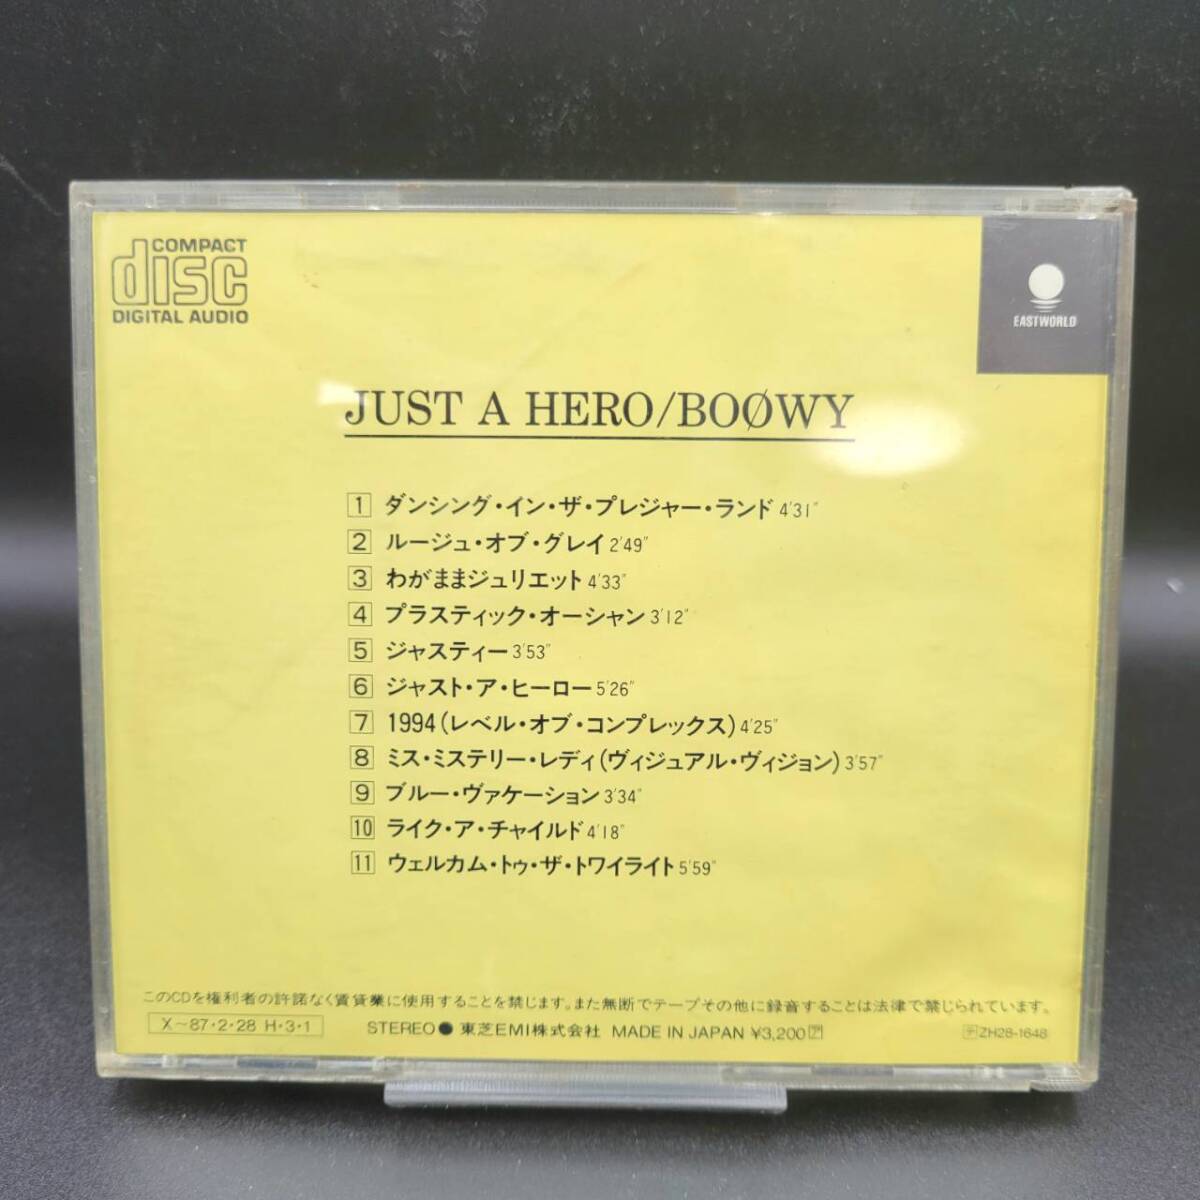 COMPACT
disc
DIGITAL AUDIO
EASTWORLD
JUST A HERO/BOØWY
1 ダンシング・イン・ザ・プレジャー・ランド 4'31"
2 ルージュ・オブ・グレイ 2'49"
3 わがままジュリエット 4'33"
4 プラスティック・オーシャン 3'12"
5 ジャスティー 3'53"
6 ジャスト・ア・ヒーロー 5'26"
7 1994(レベル・オブ・コンプレックス) 4'25"
8 ミス・ミステリー・レディ(ヴィジュアル・ヴィジョン) 3'57"
9 ブルー・ヴァケーション 3'34"
10 ライク・ア・チャイルド 4'18"
11 ウェルカム・トゥ・ザ・トワイライト 5'59"
このCDを権利者の許諾なく賃貸業に使用することを禁じます。また無断でテープその他に録音することは法律で禁じられています。
X〜87・2・28 H・3・1 STEREO● 東芝EMI株式会社 MADE IN JAPAN ¥3,200 ア テ ZH28-1648